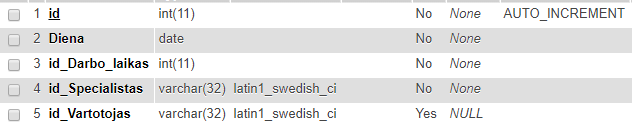 1 id int(11) No None AUTO_INCREMENT
2 Diena date No None
3 id_Darbo_laikas int(11) No None
4 id_Specialistas varchar(32) latin1_swedish_ci No None
5 id_Vartotojas varchar(32) latin1_swedish_ci Yes NULL